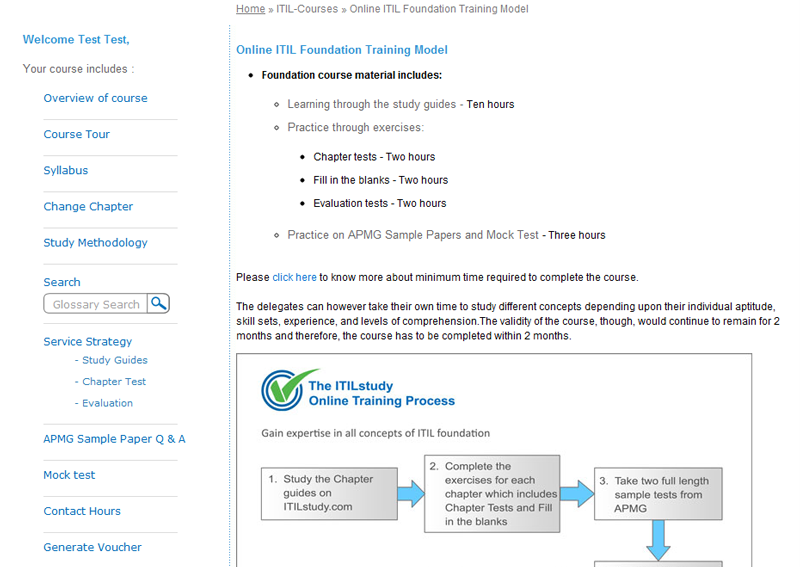 Home » ITIL-Courses » Online ITIL Foundation Training Model
Welcome Test Test,
Your course includes :
Overview of course
Course Tour
Syllabus
Change Chapter
Study Methodology
Search
Glossary Search
Service Strategy
- Study Guides
- Chapter Test
- Evaluation
APMG Sample Paper Q & A
Mock test
Contact Hours
Generate Voucher
Online ITIL Foundation Training Model
Foundation course material includes:
Learning through the study guides - Ten hours
Practice through exercises:
Chapter tests - Two hours
Fill in the blanks - Two hours
Evaluation tests - Two hours
Practice on APMG Sample Papers and Mock Test - Three hours
Please click here to know more about minimum time required to complete the course.
The delegates can however take their own time to study different concepts depending upon their individual aptitude,
skill sets, experience, and levels of comprehension.The validity of the course, though, would continue to remain for 2
months and therefore, the course has to be completed within 2 months.
The ITILstudy
Online Training Process
Gain expertise in all concepts of ITIL foundation
1. Study the Chapter
guides on
ITILstudy.com
2. Complete the
exercises for each
chapter which includes
Chapter Tests and Fill
in the blanks
3. Take two full length
sample tests from
APMG